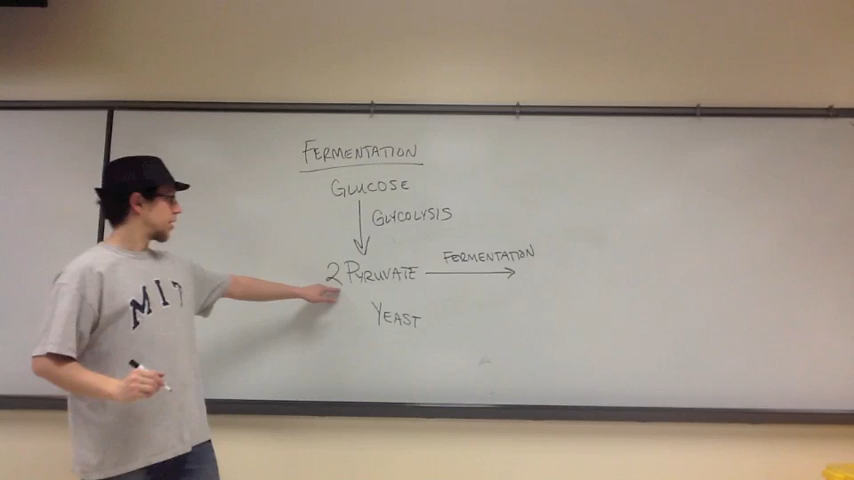 FERMENTATION
GLUCOSE
GLYCOLYSIS
FERMENTATION
2 PYRUVATE
YEAST
MIT